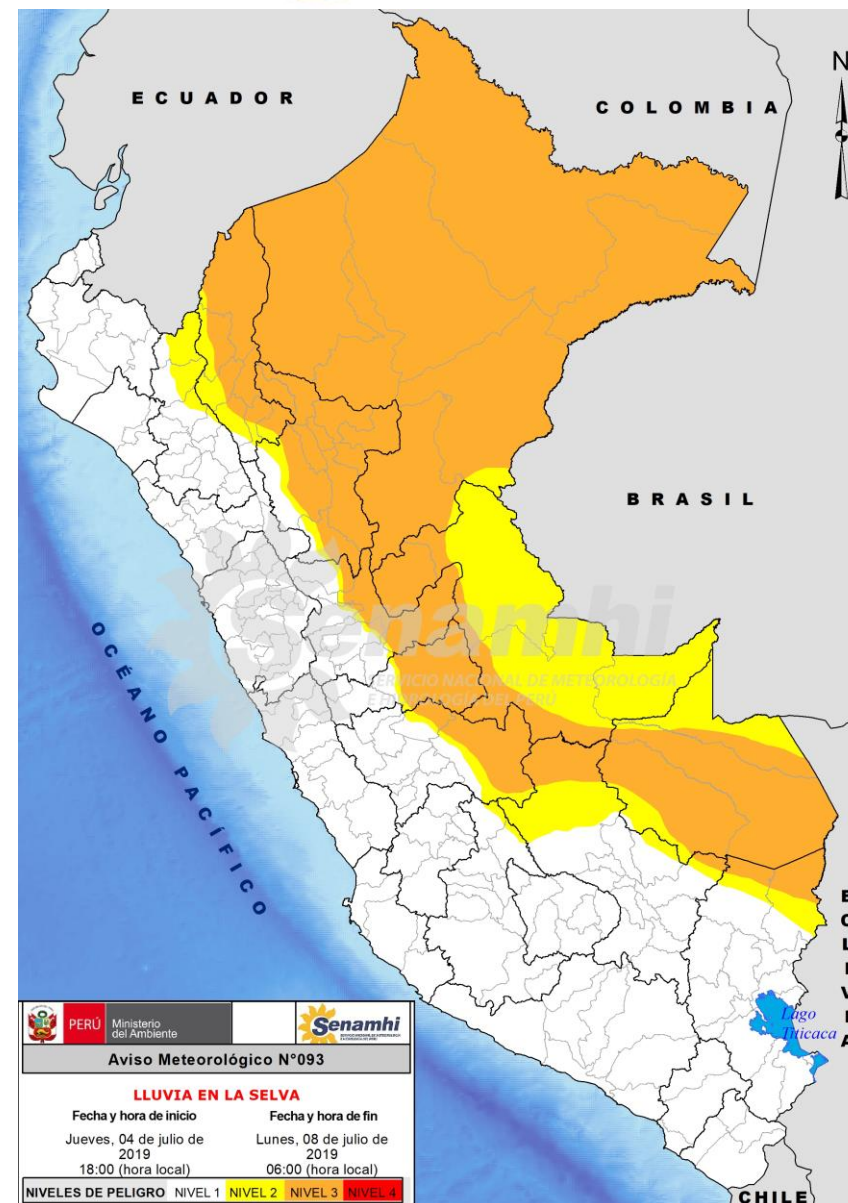 N
ECUADOR
COLOMBIA
BRASIL
Senamhi
SERVICIO NACIONAL DE METEOROLOGÍA
E HIDROLOGÍA DEL PERÚ
OCÉANO PACÍFICO
BOLIVIA
Lago
Titicaca
CHILE
PERÚ
Ministerio
del Ambiente
Senamhi
Aviso Meteorológico N°093
LLUVIA EN LA SELVA
Fecha y hora de inicio Fecha y hora de fin
Jueves, 04 de julio de Lunes, 08 de julio de
2019 2019
18:00 (hora local) 06:00 (hora local)
NIVELES DE PELIGRO NIVEL 1 NIVEL 2 NIVEL 3 NIVEL 4